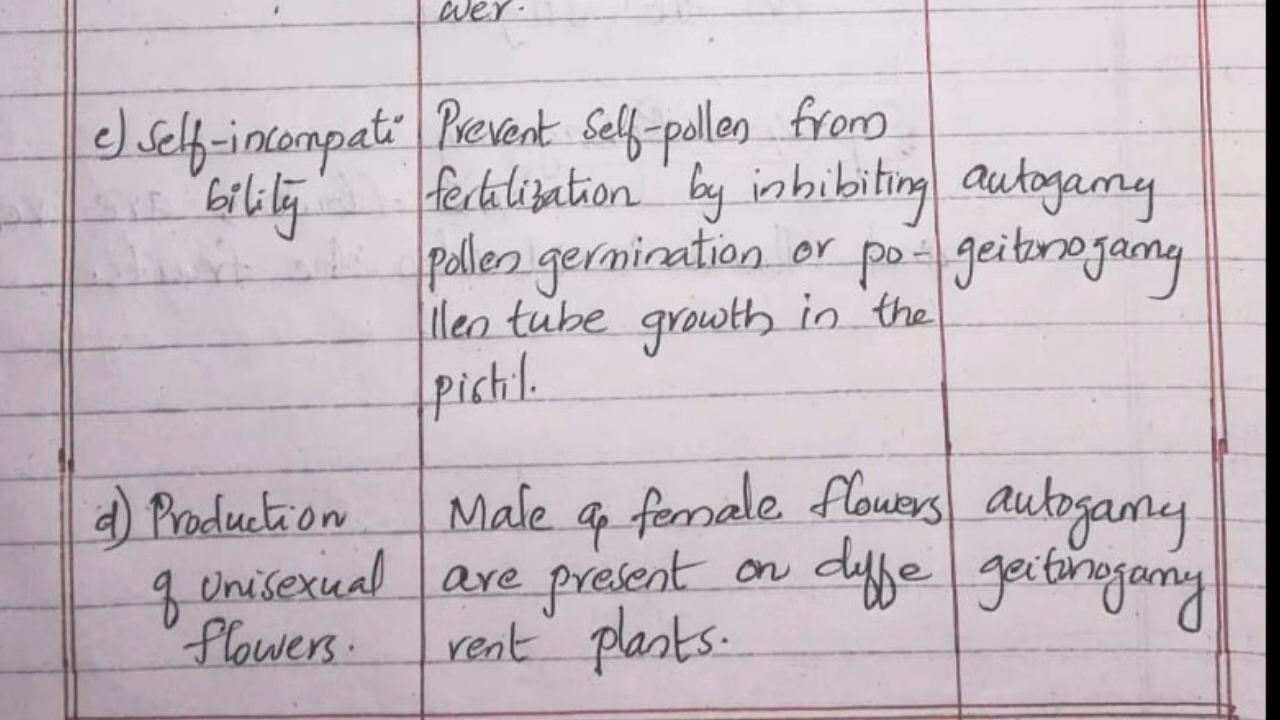 wer.
c) Self-incompati
bility
Prevent Self-pollen from
fertilization by inhibiting
pollen germination or po-
llen tube growth in the
pistil.
autogamy
geitonogamy
d) Production
of unisexual
flowers.
Male & female flowers
are present on diffe
rent plants.
autogamy
geitonogamy